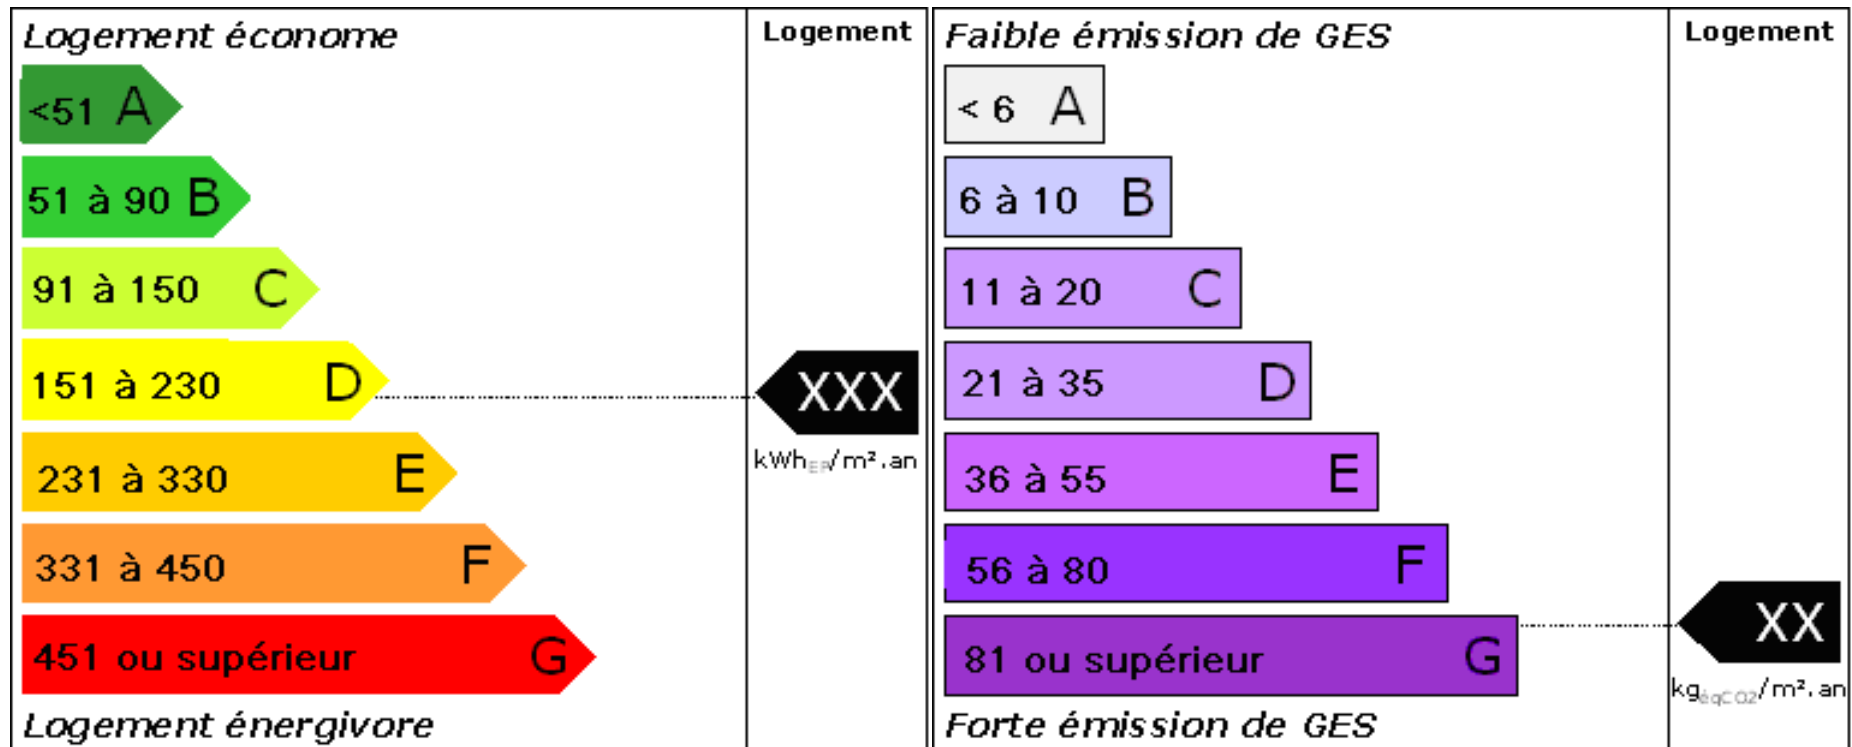 Logement économe
Logement
<51 A
51 à 90 B
91 à 150 C
151 à 230 D
XXX
kWhEP/m².an
231 à 330 E
331 à 450 F
451 ou supérieur G
Logement énergivore
Faible émission de GES
Logement
< 6 A
6 à 10 B
11 à 20 C
21 à 35 D
36 à 55 E
56 à 80 F
81 ou supérieur G
XX
kgéqCO2/m².an
Forte émission de GES